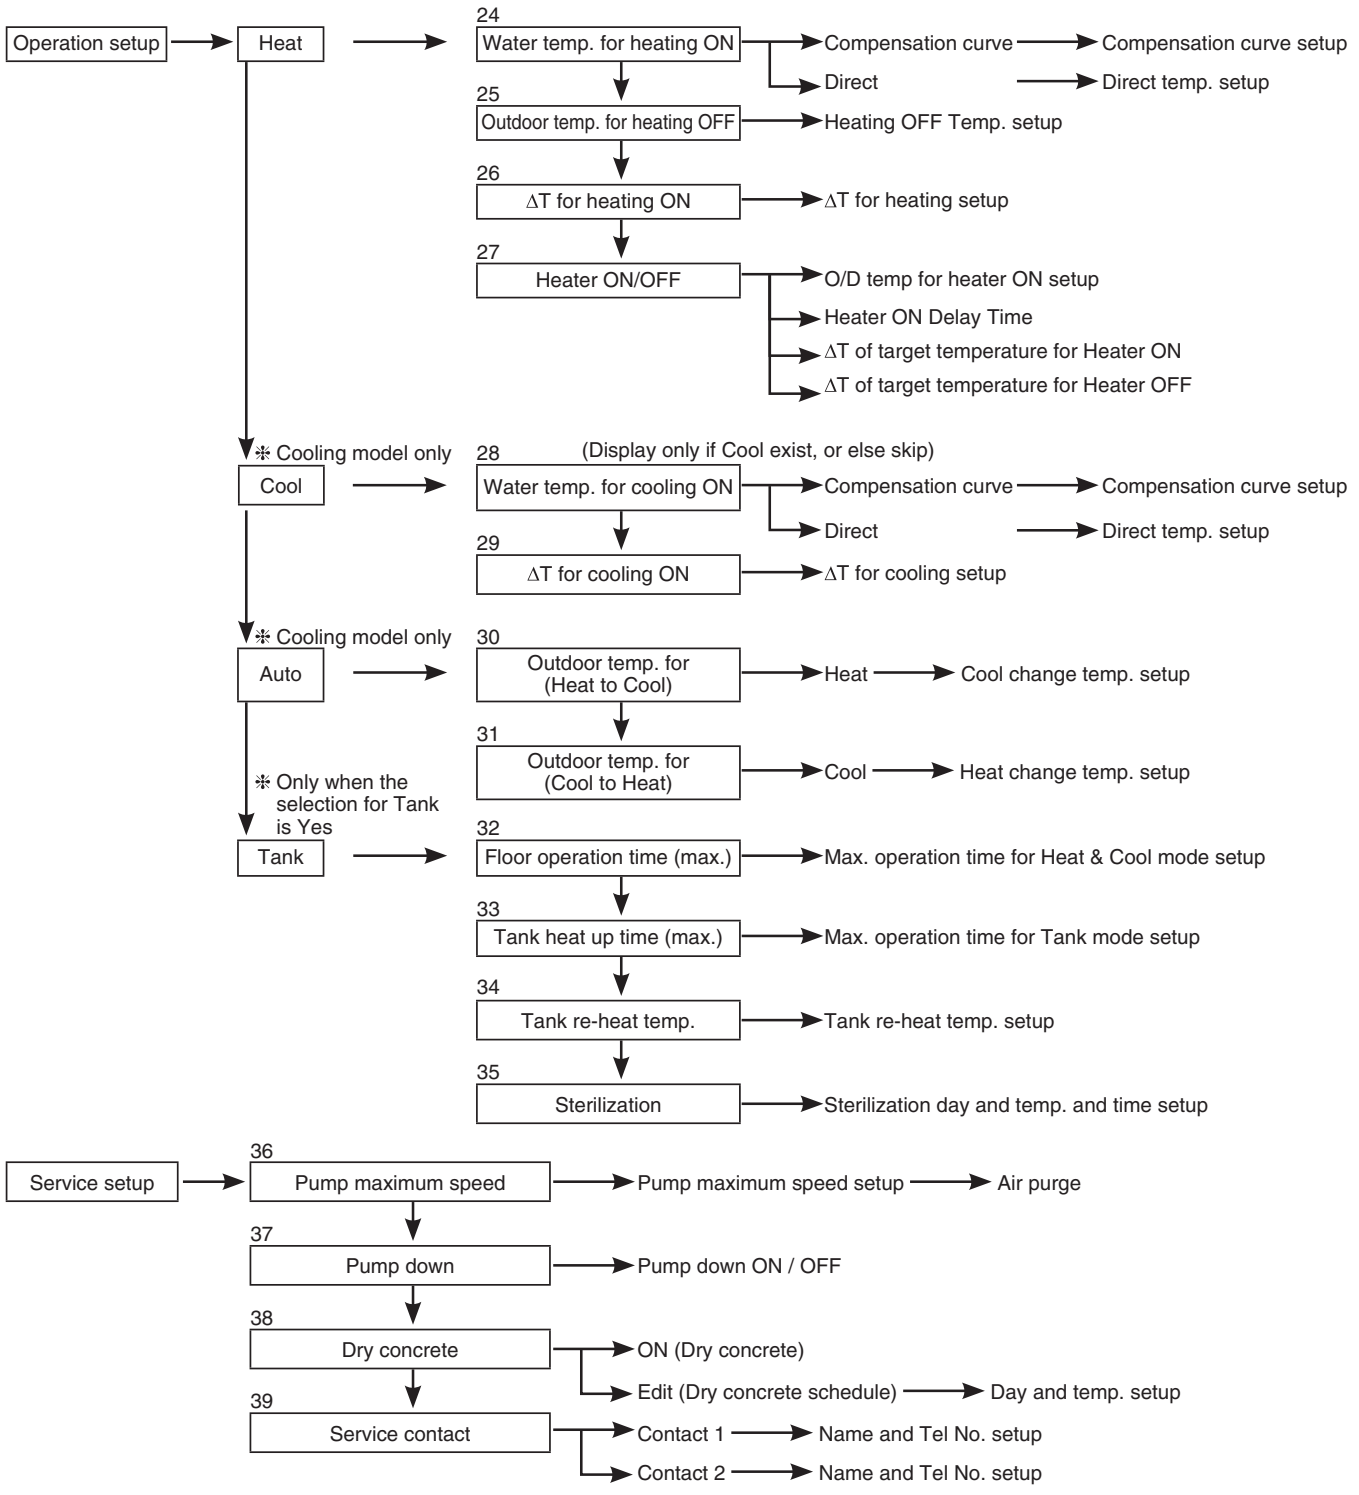 24
Operation setup
Heat
Water temp. for heating ON
Compensation curve
Compensation curve setup
Direct
Direct temp. setup
25
Outdoor temp. for heating OFF
Heating OFF Temp. setup
26
ΔT for heating ON
ΔT for heating setup
27
Heater ON/OFF
O/D temp for heater ON setup
Heater ON Delay Time
ΔT of target temperature for Heater ON
ΔT of target temperature for Heater OFF
❇ Cooling model only
28
(Display only if Cool exist, or else skip)
Cool
Water temp. for cooling ON
Compensation curve
Compensation curve setup
Direct
Direct temp. setup
29
ΔT for cooling ON
ΔT for cooling setup
❇ Cooling model only
30
Auto
Outdoor temp. for
(Heat to Cool)
Heat
Cool change temp. setup
31
Outdoor temp. for
(Cool to Heat)
Cool
Heat change temp. setup
❇ Only when the
selection for Tank
is Yes
32
Tank
Floor operation time (max.)
Max. operation time for Heat & Cool mode setup
33
Tank heat up time (max.)
Max. operation time for Tank mode setup
34
Tank re-heat temp.
Tank re-heat temp. setup
35
Sterilization
Sterilization day and temp. and time setup
36
Service setup
Pump maximum speed
Pump maximum speed setup
Air purge
37
Pump down
Pump down ON / OFF
38
Dry concrete
ON (Dry concrete)
Edit (Dry concrete schedule)
Day and temp. setup
39
Service contact
Contact 1
Name and Tel No. setup
Contact 2
Name and Tel No. setup